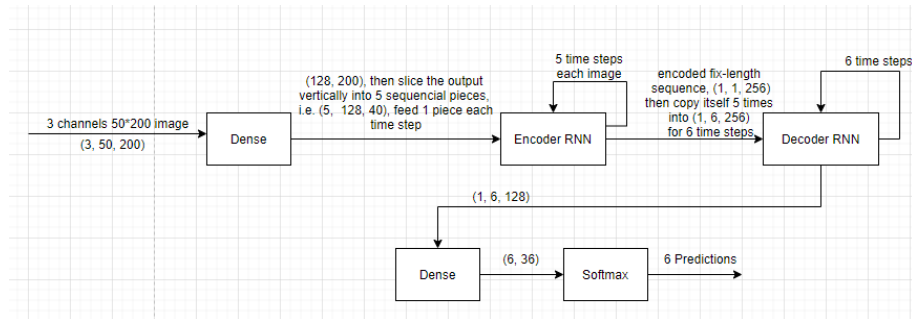 3 channels 50*200 image
(3, 50, 200)
Dense
(128, 200), then slice the output
vertically into 5 sequencial pieces,
i.e. (5, 128, 40), feed 1 piece each
time step
5 time steps
each image
Encoder RNN
encoded fix-length
sequence, (1, 1, 256)
then copy itself 5 times
into (1, 6, 256)
for 6 time steps
6 time steps
Decoder RNN
(1, 6, 128)
Dense
(6, 36)
Softmax
6 Predictions